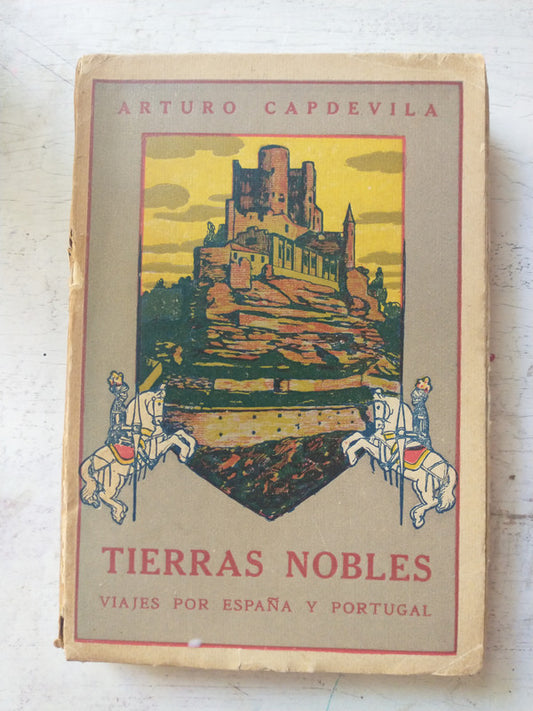 ARTURO CAPDEVILA
TIERRAS NOBLES
VIAJES POR ESPAÑA Y PORTUGAL